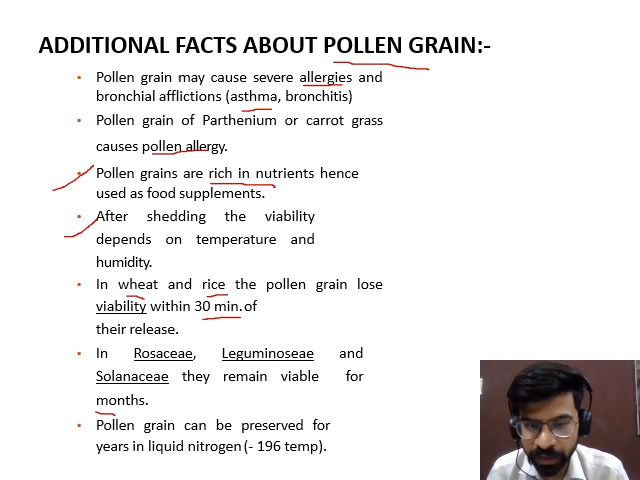 ADDITIONAL FACTS ABOUT POLLEN GRAIN:-
• Pollen grain may cause severe allergies and
bronchial afflictions (asthma, bronchitis)
• Pollen grain of Parthenium or carrot grass
causes pollen allergy.
• Pollen grains are rich in nutrients hence
used as food supplements.
• After shedding the viability
depends on temperature and
humidity.
• In wheat and rice the pollen grain lose
viability within 30 min. of
their release.
• In Rosaceae, Leguminoseae and
Solanaceae they remain viable for
months.
• Pollen grain can be preserved for
years in liquid nitrogen (- 196 temp).